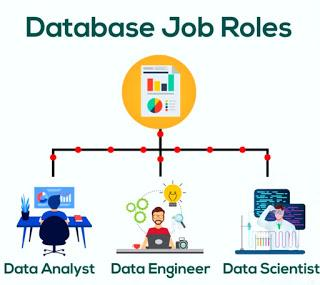 Database Job Roles
Data Analyst
Data Engineer
Data Scientist